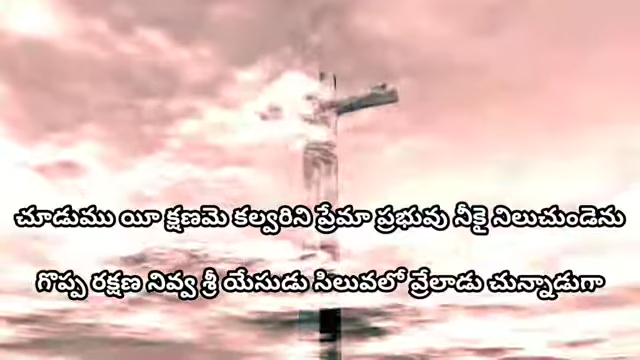 చూడుము యీ క్షణమె కల్వరిని ప్రేమా ప్రభువు నీకై నిలుచుండెను
గొప్ప రక్షణ నివ్వ శ్రీ యేసుడు సిలువలో వ్రేలాడు చున్నాడుగా